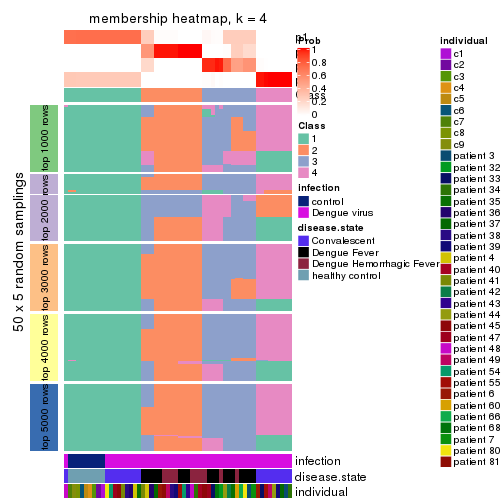 membership heatmap, k = 4
50 x 5 random samplings
top 1000 rows
top 2000 rows
top 3000 rows
top 4000 rows
top 5000 rows
p1
Prob
1
0.8
0.6
0.4
0.2
0
Class
1
2
3
4
infection
control
Dengue virus
disease.state
Convalescent
Dengue Fever
Dengue Hemorrhagic Fever
healthy control
infection
disease.state
individual
individual
c1
c2
c3
c4
c5
c6
c7
c8
c9
patient 3
patient 32
patient 33
patient 34
patient 35
patient 36
patient 37
patient 38
patient 39
patient 4
patient 40
patient 41
patient 42
patient 43
patient 44
patient 45
patient 47
patient 48
patient 49
patient 54
patient 55
patient 6
patient 60
patient 66
patient 68
patient 7
patient 80
patient 81